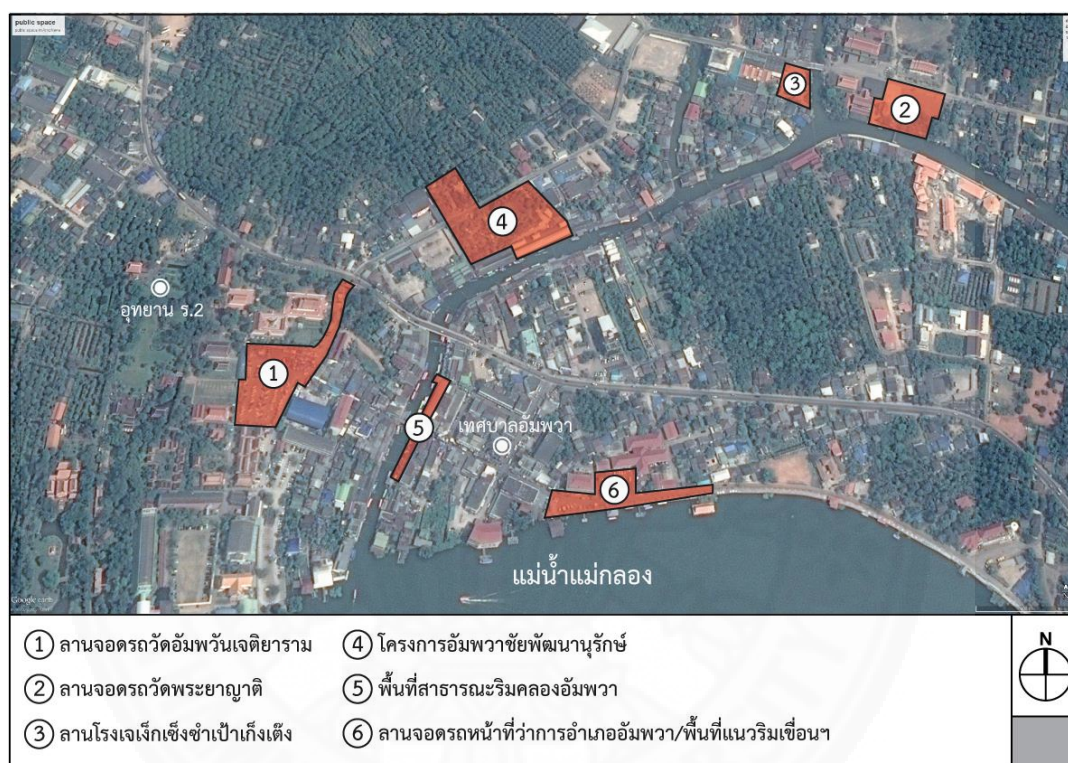 public space
③
②
④
อุทยาน ร.2
①
⑤
เทศบาลอัมพวา
⑥
แม่น้ำแม่กลอง
Google earth
① ลานจอดรถวัดอัมพวันเจติยาราม
④ โครงการอัมพวาชัยพัฒนานุรักษ์
N
② ลานจอดรถวัดพระยาญาติ
⑤ พื้นที่สาธารณะริมคลองอัมพวา
③ ลานโรงเจเง็กเซ็งซำเป้าเก็งเต๊ง
⑥ ลานจอดรถหน้าที่ว่าการอำเภออัมพวา/พื้นที่แนวริมเขื่อนฯ